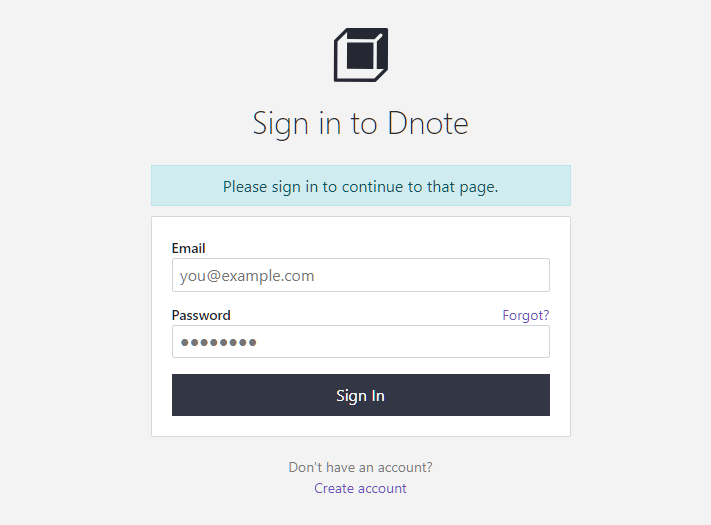 Sign in to Dnote
Please sign in to continue to that page.
Email
you@example.com
Password Forgot?
●●●●●●●●
Sign In
Don't have an account?
Create account